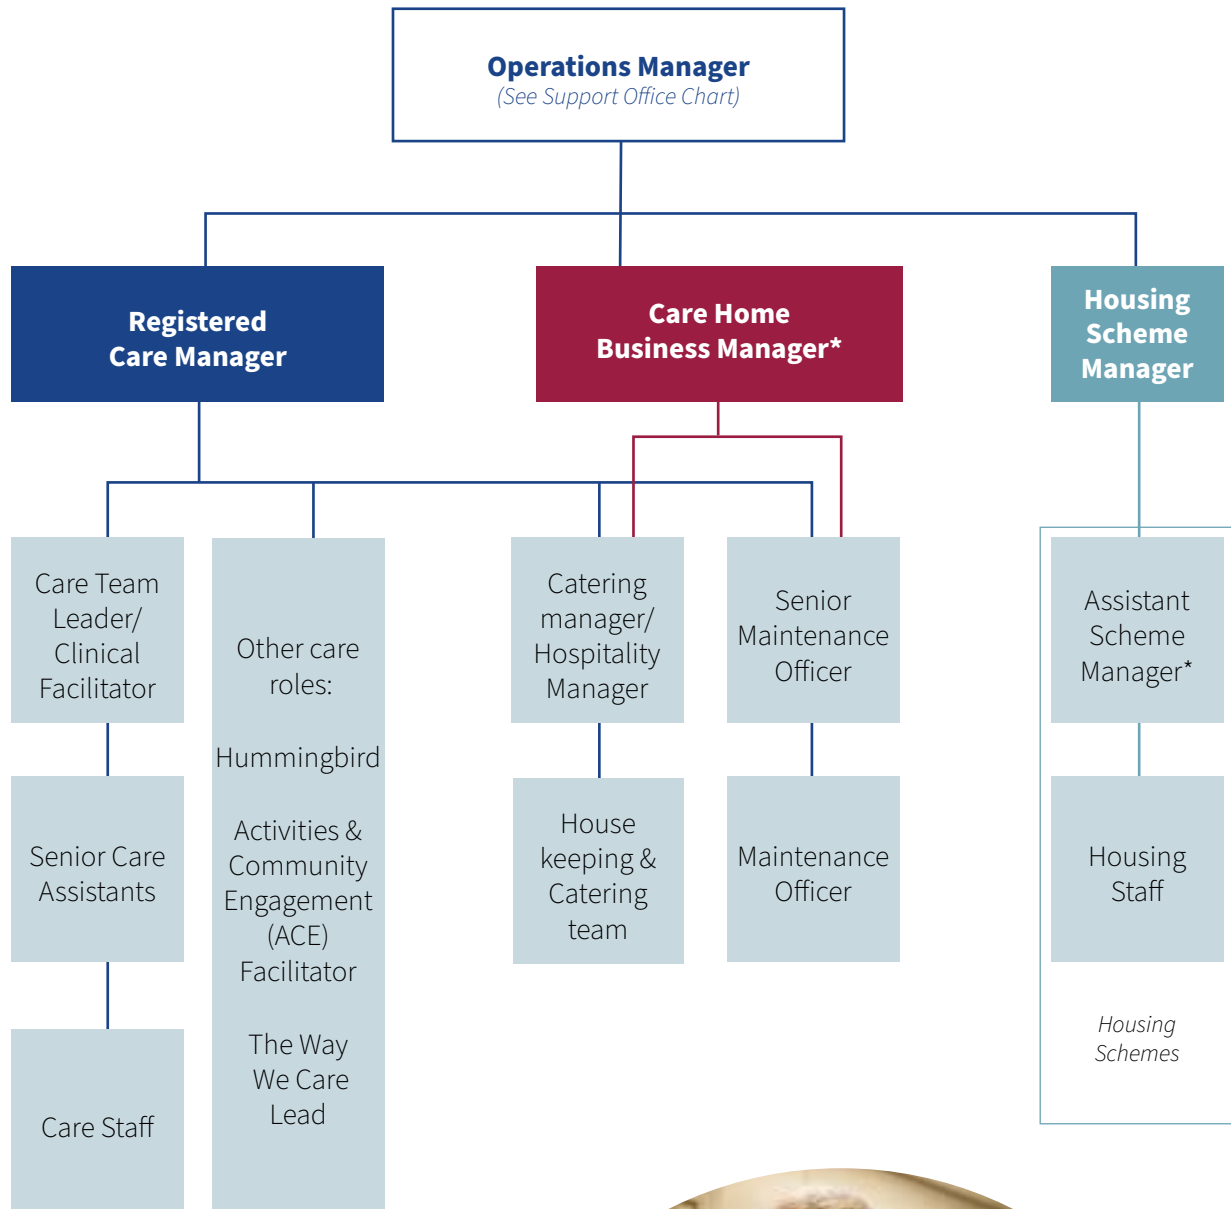 Operations Manager
(See Support Office Chart)
Registered
Care Manager
Care Home
Business Manager*
Housing
Scheme
Manager
Care Team
Leader/
Clinical
Facilitator
Other care
roles:
Hummingbird
Activities &
Community
Engagement
(ACE)
Facilitator
The Way
We Care
Lead
Catering
manager/
Hospitality
Manager
Senior
Maintenance
Officer
Assistant
Scheme
Manager*
Senior Care
Assistants
House
keeping &
Catering
team
Maintenance
Officer
Housing
Staff
Housing
Schemes
Care Staff